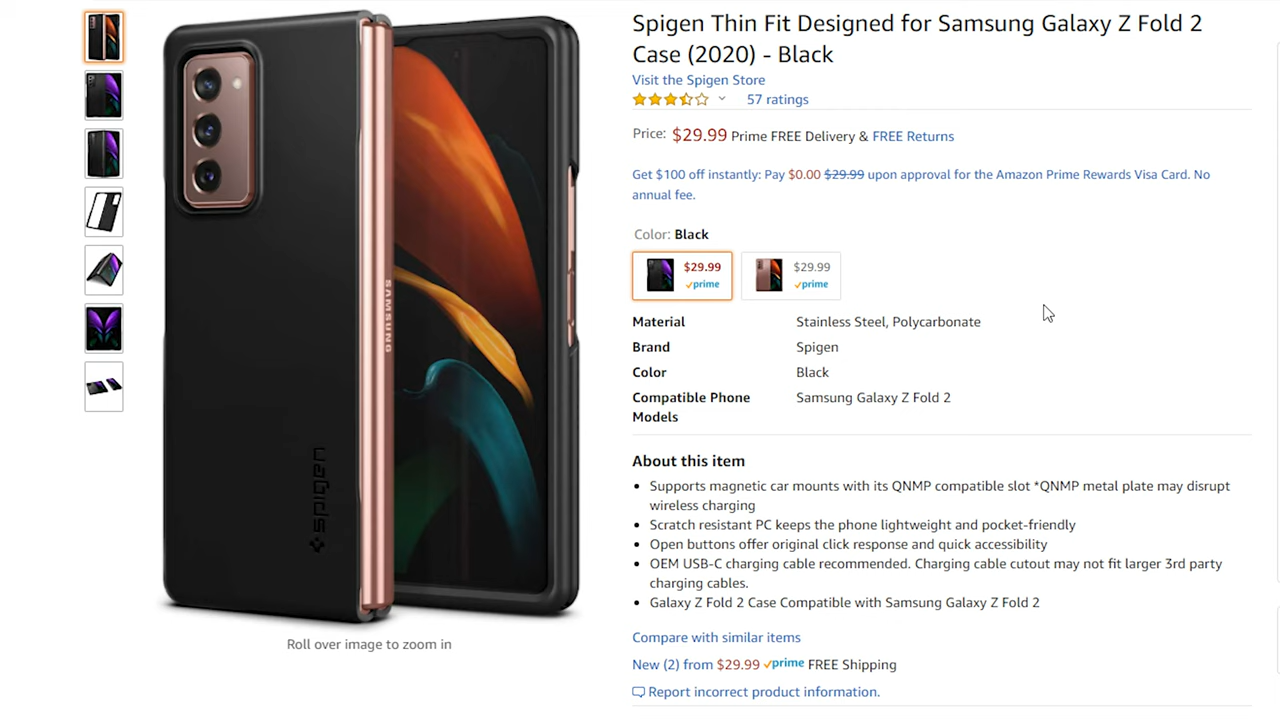 Spigen Thin Fit Designed for Samsung Galaxy Z Fold 2
Case (2020) - Black
Visit the Spigen Store
57 ratings
Price: $29.99 Prime FREE Delivery & FREE Returns
Get $100 off instantly: Pay $0.00 $29.99 upon approval for the Amazon Prime Rewards Visa Card. No
annual fee.
Color: Black
$29.99
prime
$29.99
prime
Material Stainless Steel, Polycarbonate
Brand Spigen
Color Black
Compatible Phone Samsung Galaxy Z Fold 2
Models
About this item
• Supports magnetic car mounts with its QNMP compatible slot *QNMP metal plate may disrupt
wireless charging
• Scratch resistant PC keeps the phone lightweight and pocket-friendly
• Open buttons offer original click response and quick accessibility
• OEM USB-C charging cable recommended. Charging cable cutout may not fit larger 3rd party
charging cables.
• Galaxy Z Fold 2 Case Compatible with Samsung Galaxy Z Fold 2
Compare with similar items
New (2) from $29.99 prime FREE Shipping
Report incorrect product information.
SAMSUNG
spigen
Roll over image to zoom in